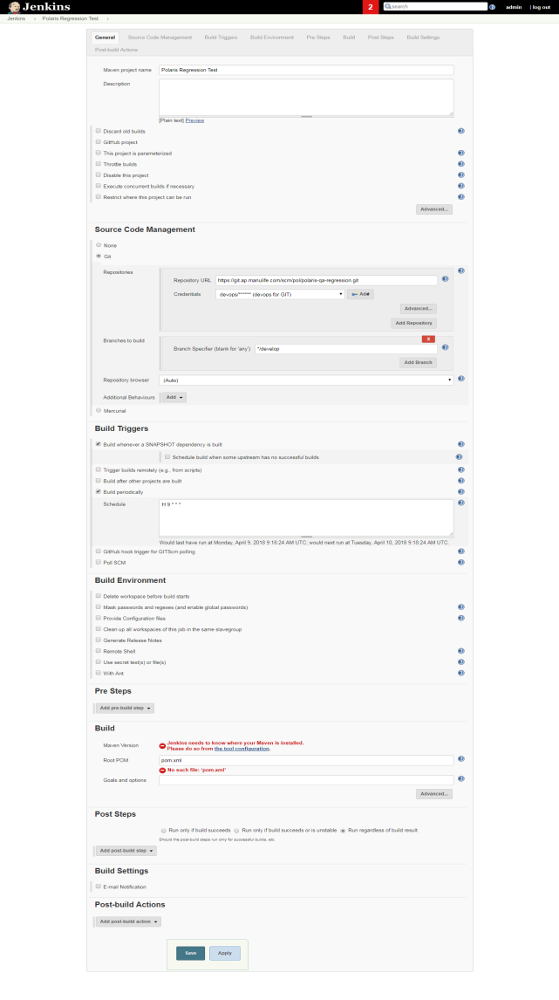 Jenkins
2
search
admin
| log out
Jenkins › Polaris Regression Test ›
General Source Code Management Build Triggers Build Environment Pre Steps Build Post Steps Build Settings
Post-build Actions
Maven project name Polaris Regression Test
Description
[Plain text] Preview
Discard old builds
GitHub project
This project is parameterized
Throttle builds
Disable this project
Execute concurrent builds if necessary
Restrict where this project can be run
Advanced...
Source Code Management
None
Git
Repositories
Repository URL https://git.ap.manulife.com/scm/pol/polaris-qa-regression.git
Credentials devops/****** (devops for GIT) Add
Advanced...
Add Repository
Branches to build
X
Branch Specifier (blank for 'any') */develop
Add Branch
Repository browser (Auto)
Additional Behaviours Add
Mercurial
Build Triggers
Build whenever a SNAPSHOT dependency is built
Schedule build when some upstream has no successful builds
Trigger builds remotely (e.g., from scripts)
Build after other projects are built
Build periodically
Schedule H 9 * * *
Would last have run at Monday, April 9, 2018 9:18:24 AM UTC; would next run at Tuesday, April 10, 2018 9:18:24 AM UTC.
GitHub hook trigger for GITScm polling
Poll SCM
Build Environment
Delete workspace before build starts
Mask passwords and regexes (and enable global passwords)
Provide Configuration files
Clean up all workspaces of this job in the same slavegroup
Generate Release Notes
Remote Shell
Use secret text(s) or file(s)
With Ant
Pre Steps
Add pre-build step
Build
Maven Version Jenkins needs to know where your Maven is installed.
Please do so from the tool configuration.
Root POM pom.xml
No such file: 'pom.xml'
Goals and options
Advanced...
Post Steps
Run only if build succeeds Run only if build succeeds or is unstable Run regardless of build result
Should the post-build steps run only for successful builds, etc.
Add post-build step
Build Settings
E-mail Notification
Post-build Actions
Add post-build action
Save Apply